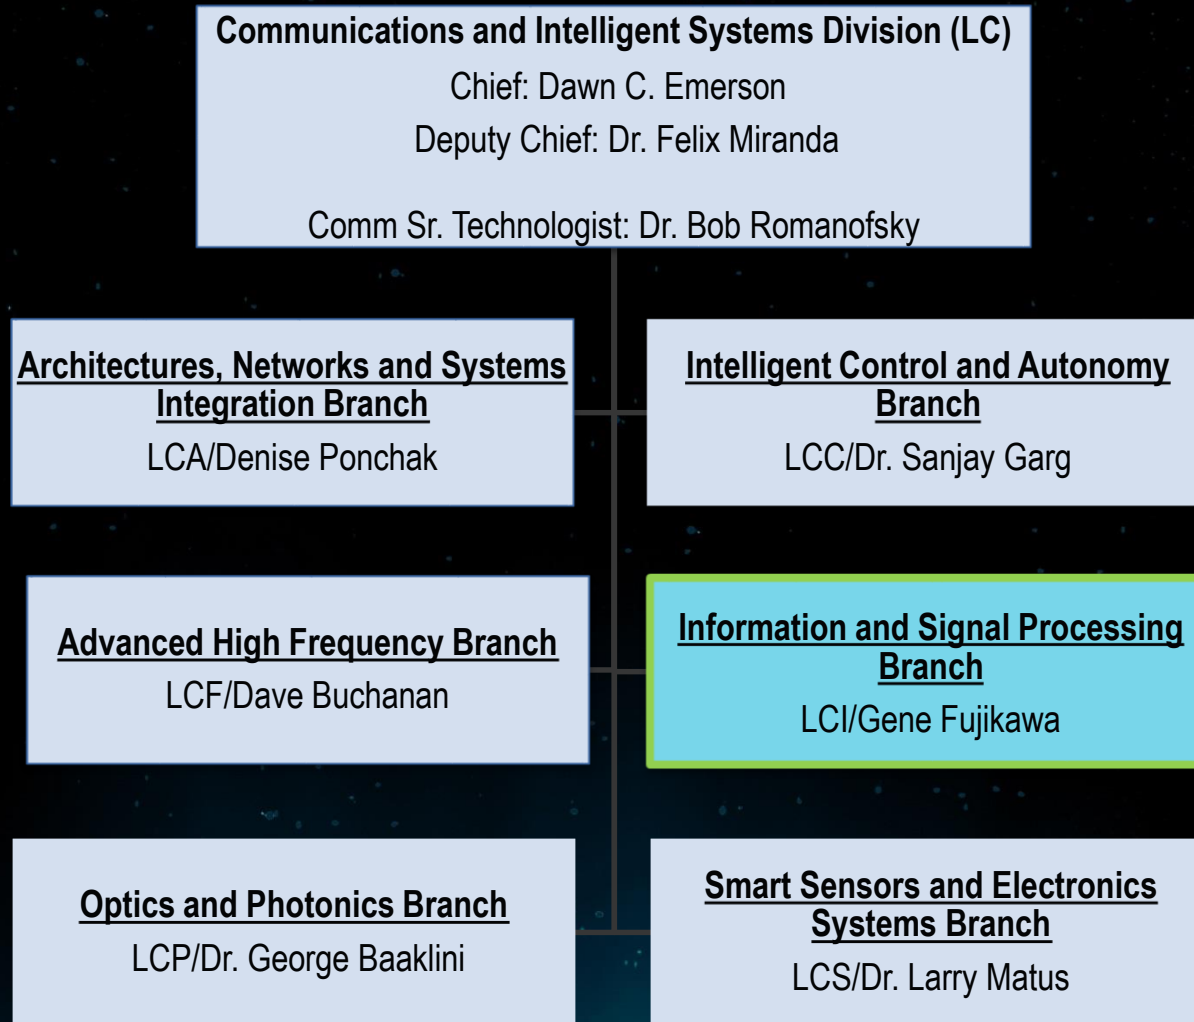 Communications and Intelligent Systems Division (LC)
Chief: Dawn C. Emerson
Deputy Chief: Dr. Felix Miranda
Comm Sr. Technologist: Dr. Bob Romanofsky
Architectures, Networks and Systems
Integration Branch
LCA/Denise Ponchak
Intelligent Control and Autonomy
Branch
LCC/Dr. Sanjay Garg
Advanced High Frequency Branch
LCF/Dave Buchanan
Information and Signal Processing
Branch
LCI/Gene Fujikawa
Optics and Photonics Branch
LCP/Dr. George Baaklini
Smart Sensors and Electronics
Systems Branch
LCS/Dr. Larry Matus